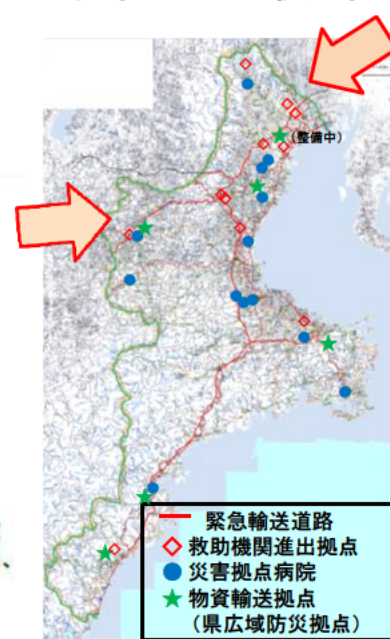 (整備中)
緊急輸送道路
救助機関進出拠点
災害拠点病院
物資輸送拠点
(県広域防災拠点)